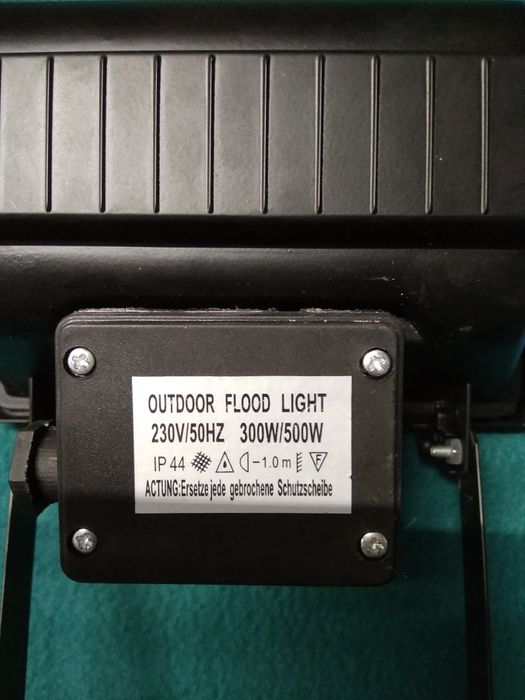 OUTDOOR FLOOD LIGHT
230V/50HZ 300W/500W
IP 44 –1.0 m F
ACTUNG:Ersetze jede gebrochene Schutzscheibe